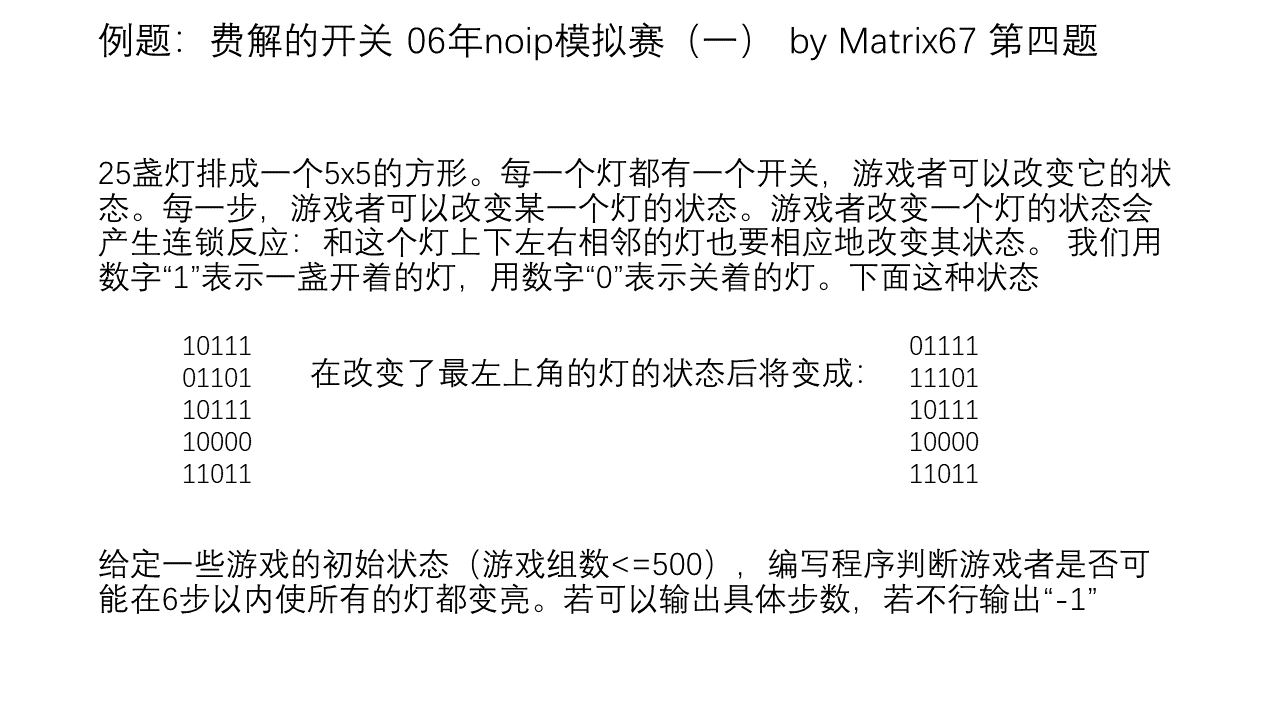 例题：费解的开关 06年noip模拟赛（一） by Matrix67 第四题
25盏灯排成一个5x5的方形。每一个灯都有一个开关，游戏者可以改变它的状
态。每一步，游戏者可以改变某一个灯的状态。游戏者改变一个灯的状态会
产生连锁反应：和这个灯上下左右相邻的灯也要相应地改变其状态。 我们用
数字“1”表示一盏开着的灯，用数字“0”表示关着的灯。下面这种状态
10111
01101
10111
10000
11011
在改变了最左上角的灯的状态后将变成：
01111
11101
10111
10000
11011
给定一些游戏的初始状态（游戏组数<=500），编写程序判断游戏者是否可
能在6步以内使所有的灯都变亮。若可以输出具体步数，若不行输出“-1”